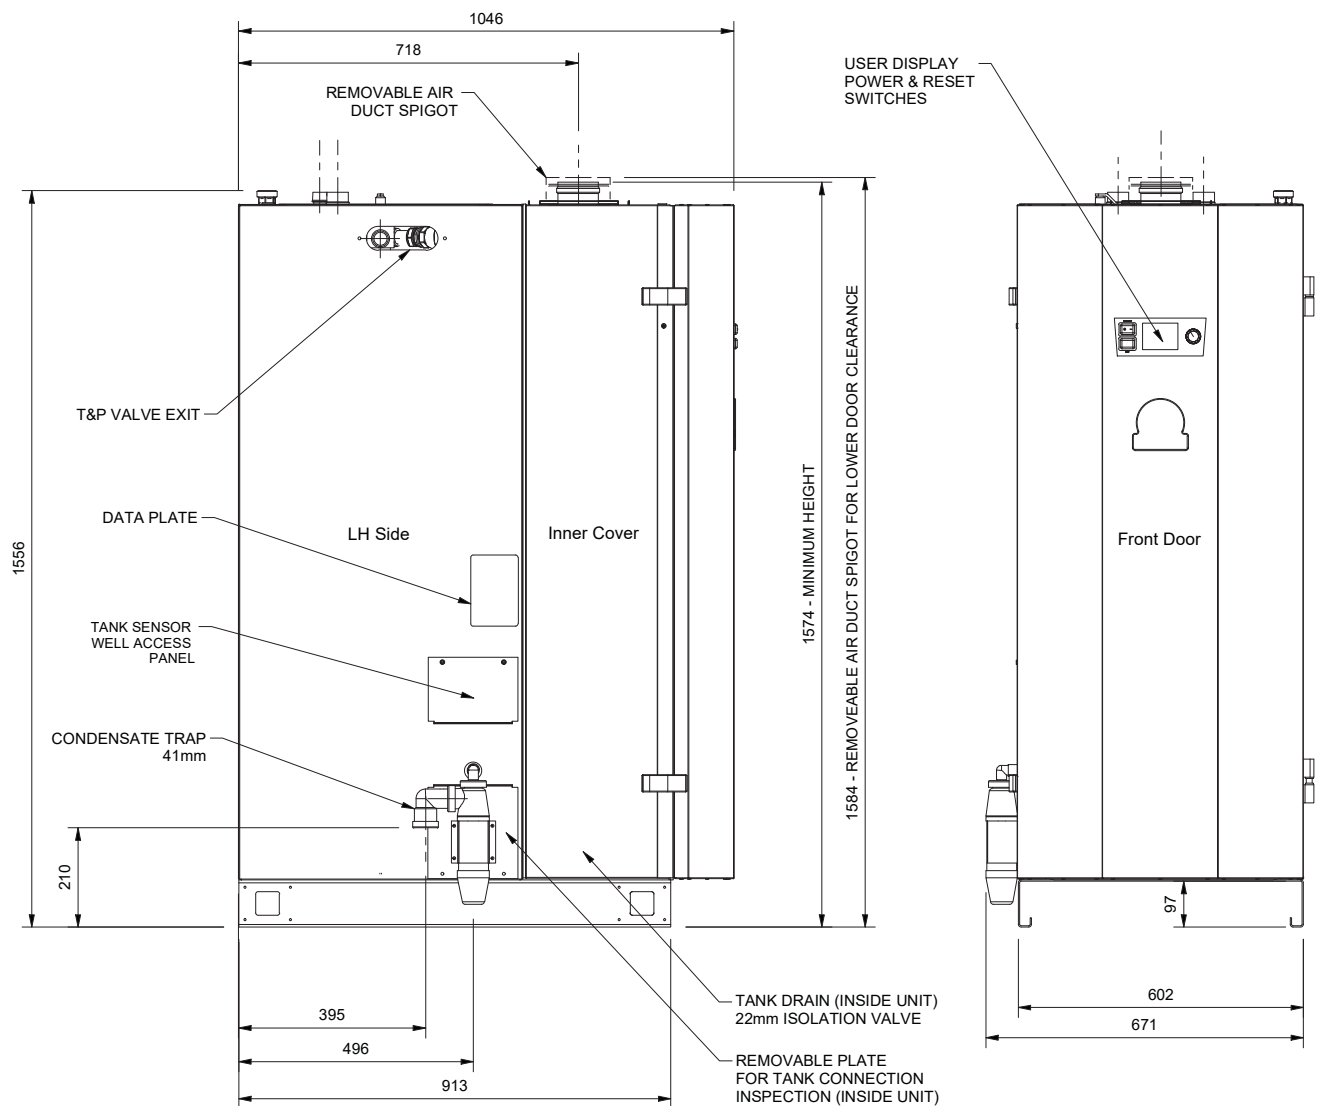 1046
718
REMOVABLE AIR
DUCT SPIGOT
USER DISPLAY
POWER & RESET
SWITCHES
T&P VALVE EXIT
DATA PLATE
LH Side
Inner Cover
Front Door
1556
TANK SENSOR
WELL ACCESS
PANEL
CONDENSATE TRAP
41mm
1574 - MINIMUM HEIGHT
1584 - REMOVEABLE AIR DUCT SPIGOT FOR LOWER DOOR CLEARANCE
210
97
395
496
913
TANK DRAIN (INSIDE UNIT)
22mm ISOLATION VALVE
REMOVABLE PLATE
FOR TANK CONNECTION
INSPECTION (INSIDE UNIT)
602
671